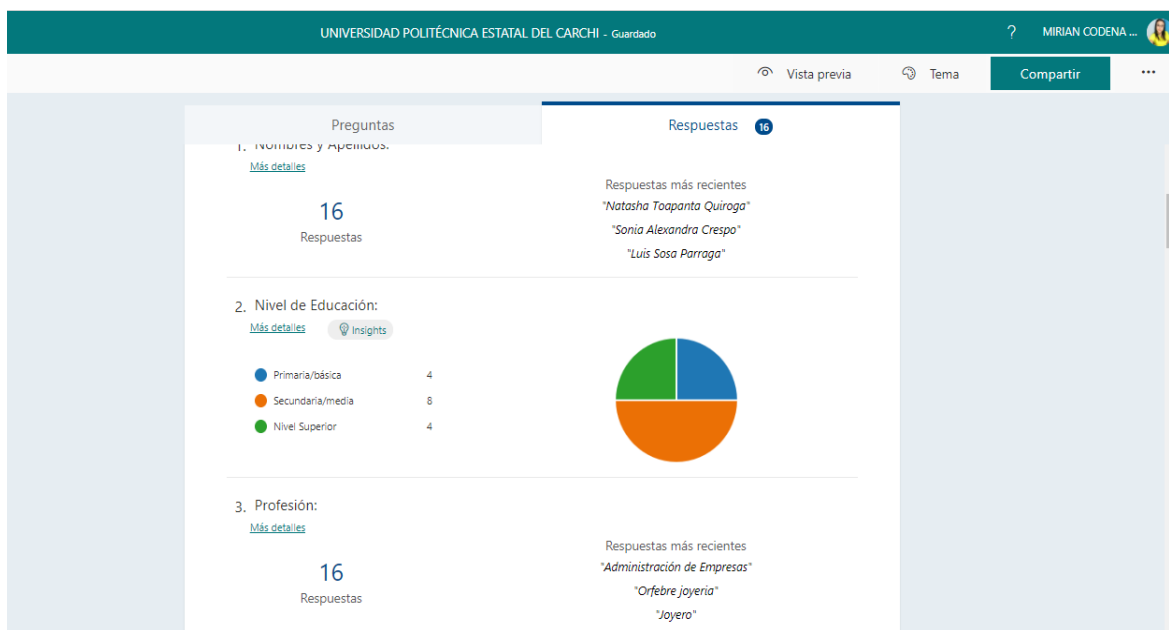 UNIVERSIDAD POLITÉCNICA ESTATAL DEL CARCHI - Guardado
? MIRIAN CODENA ...
Vista previa
Tema
Compartir
...
Preguntas
Respuestas 16
1. Nombres y Apellidos:
Más detalles
16
Respuestas
Respuestas más recientes
"Natasha Toapanta Quiroga"
"Sonia Alexandra Crespo"
"Luis Sosa Parraga"
2. Nivel de Educación:
Más detalles
Insights
Primaria/básica 4
Secundaria/media 8
Nivel Superior 4
3. Profesión:
Más detalles
16
Respuestas
Respuestas más recientes
"Administración de Empresas"
"Orfebre joyeria"
"Joyero"